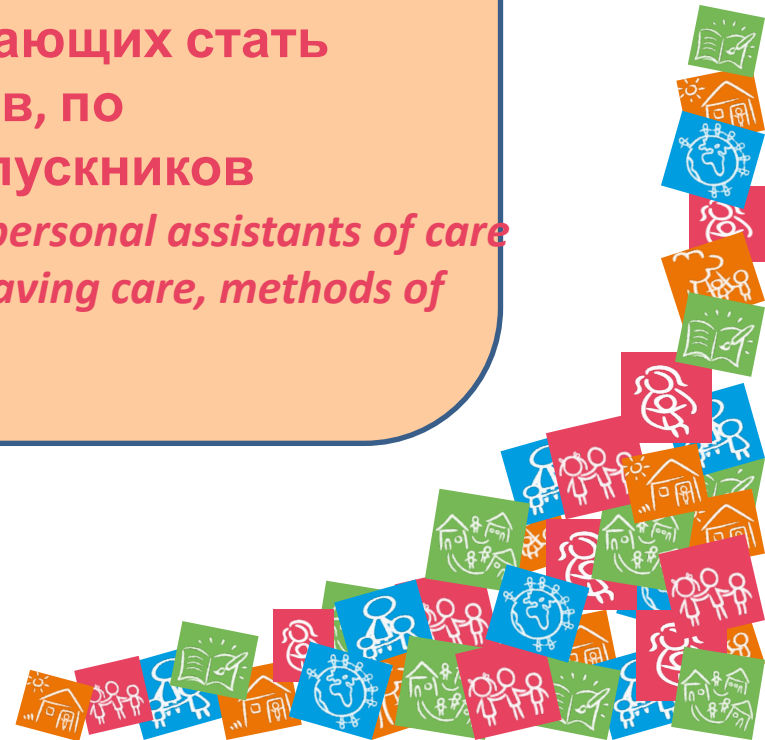 ающих стать
в, по
пускников
personal assistants of care
aving care, methods of